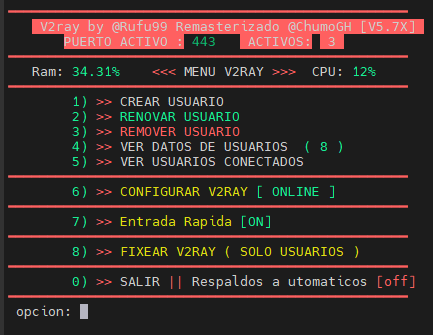 V2ray by @Rufu99 Remasterizado @ChumoGH [V5.7X]
PUERTO ACTIVO : 443 ACTIVOS: 3
Ram: 34.31% <<< MENU V2RAY >>> CPU: 12%
1) >> CREAR USUARIO
2) >> RENOVAR USUARIO
3) >> REMOVER USUARIO
4) >> VER DATOS DE USUARIOS ( 8 )
5) >> VER USUARIOS CONECTADOS
6) >> CONFIGURAR V2RAY [ ONLINE ]
7) >> Entrada Rapida [ON]
8) >> FIXEAR V2RAY ( SOLO USUARIOS )
0) >> SALIR || Respaldos a utomaticos [off]
opcion: